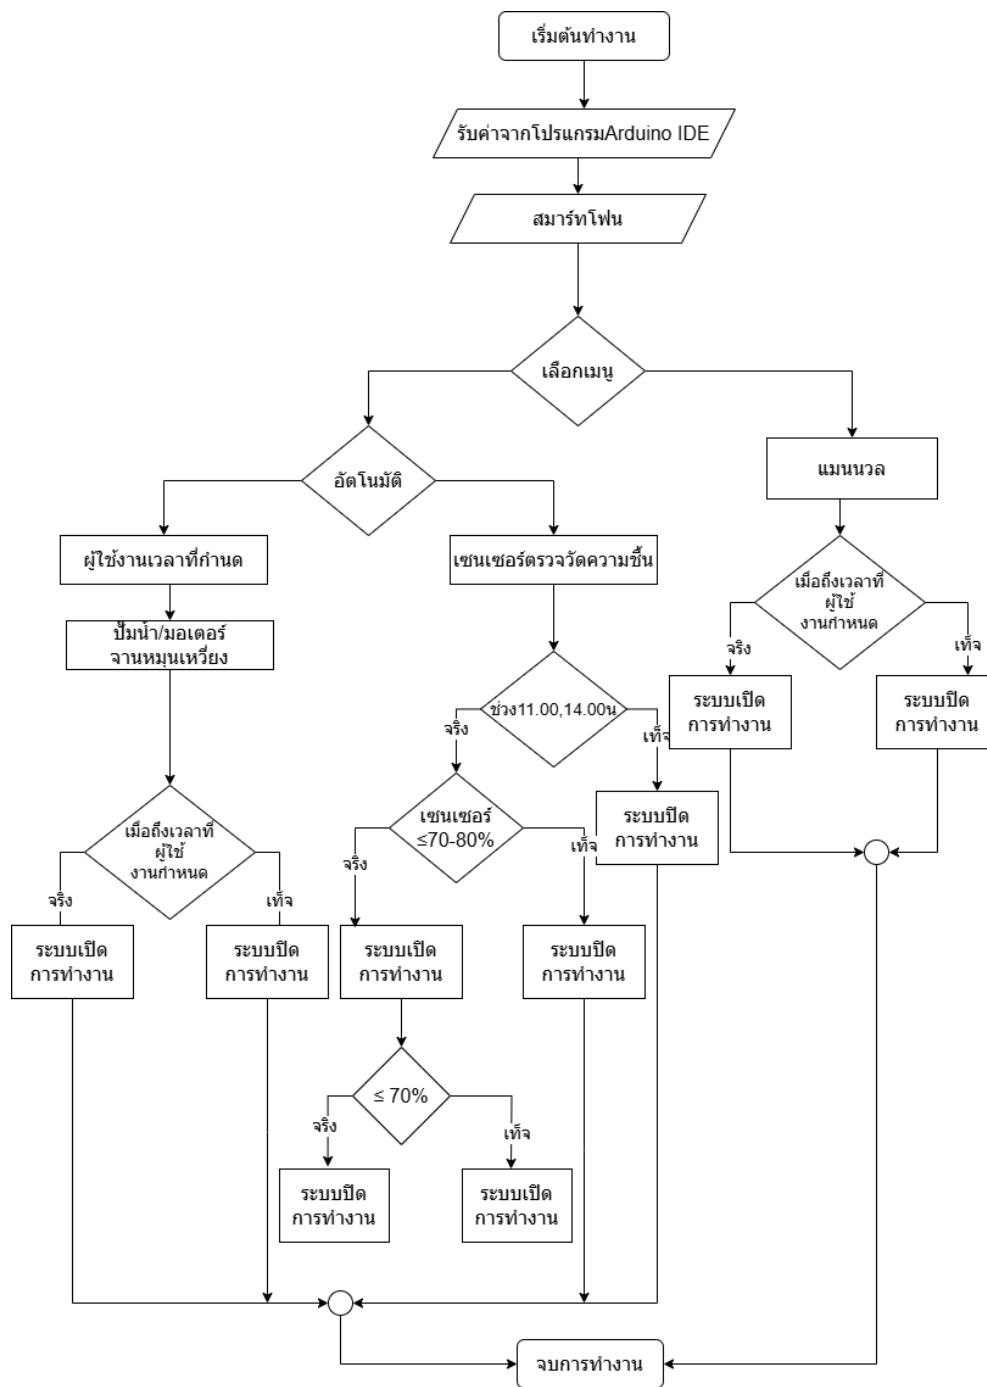 เริ่มต้นทำงาน
รับค่าจากโปรแกรมArduino IDE
สมาร์ทโฟน
เลือกเมนู
อัตโนมัติ
แมนนวล
ผู้ใช้งานเวลาที่กำนด
เซนเซอร์ตรวจวัดความชื้น
เมื่อถึงเวลาที่
ผู้ใช้
งานกำหนด
ปั๊มน้ำ/มอเตอร์
จานหมุนเหวี่ยง
จริง
เท็จ
ระบบเปิด
การทำงาน
ระบบปิด
การทำงาน
ช่วง11.00,14.00น
จริง
เท็จ
เซนเซอร์
≤70-80%
ระบบปิด
การทำงาน
เมื่อถึงเวลาที่
ผู้ใช้
งานกำหนด
จริง
เท็จ
จริง
เท็จ
ระบบเปิด
การทำงาน
ระบบปิด
การทำงาน
ระบบเปิด
การทำงาน
ระบบปิด
การทำงาน
≤ 70%
จริง
เท็จ
ระบบปิด
การทำงาน
ระบบเปิด
การทำงาน
จบการทำงาน